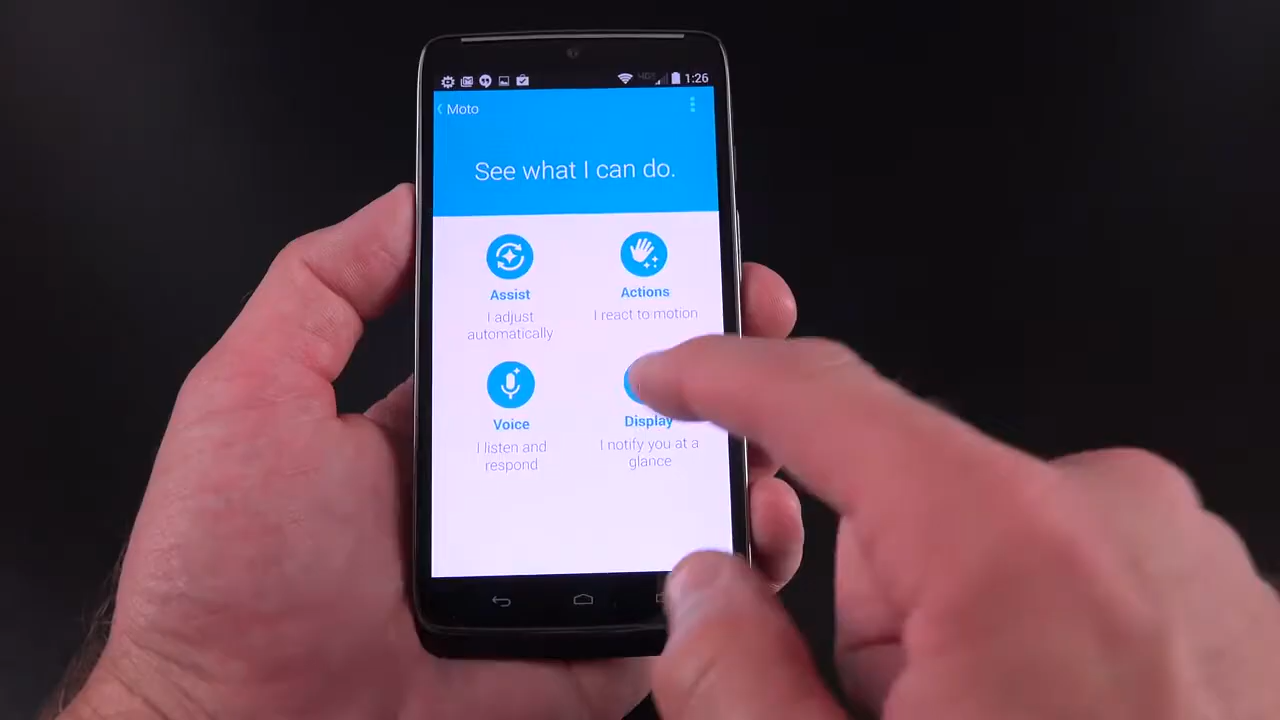 1:26
Moto
See what I can do.
Assist
I adjust
automatically
Actions
I react to motion
Voice
I listen and
respond
Display
I notify you at a
glance